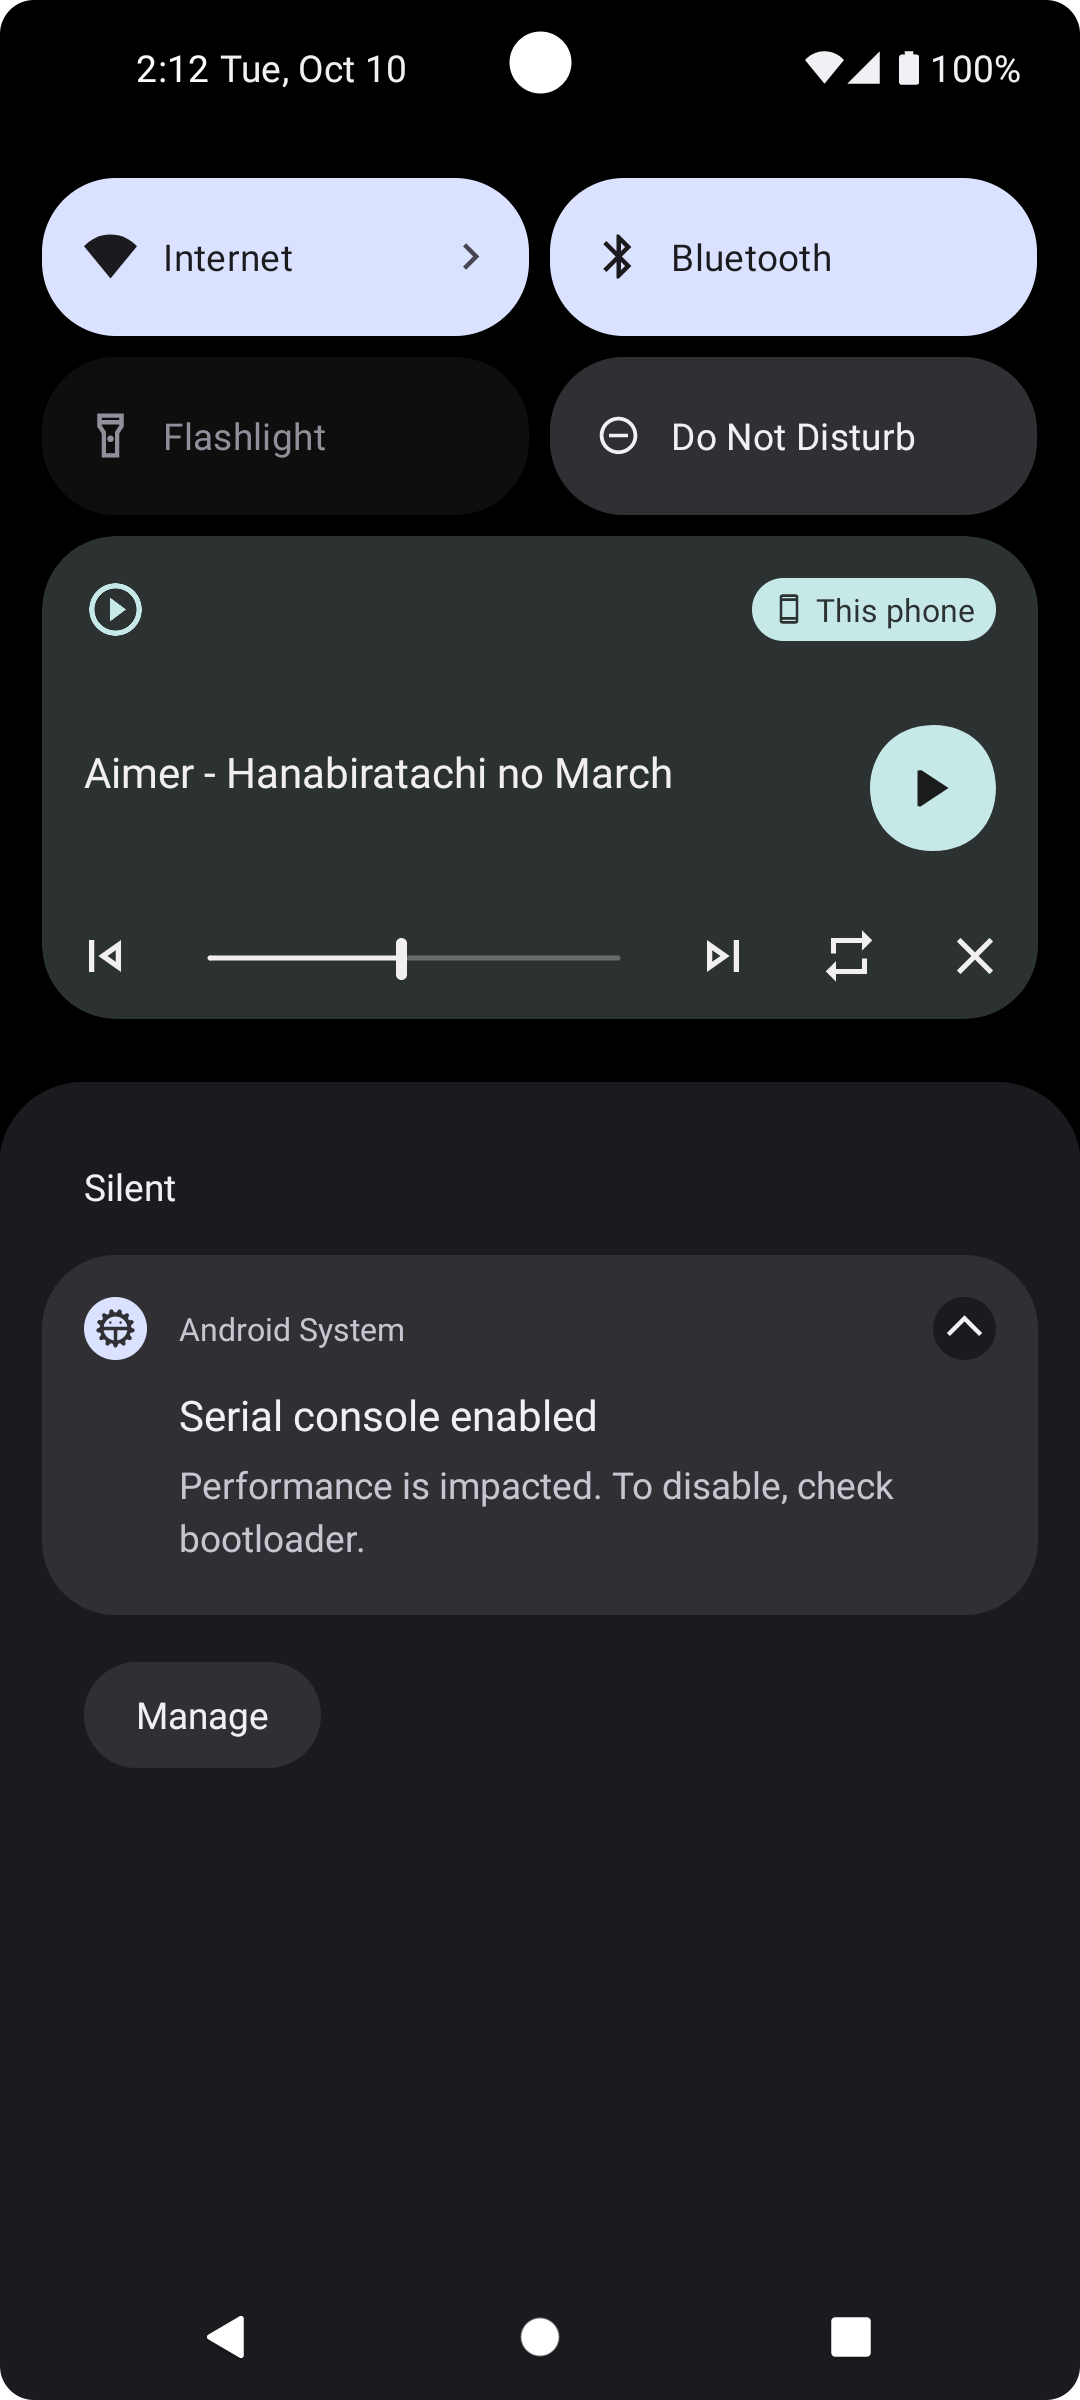 2:12 Tue, Oct 10
100%
Internet
Bluetooth
Flashlight
Do Not Disturb
This phone
Aimer - Hanabiratachi no March
Silent
Android System
Serial console enabled
Performance is impacted. To disable, check
bootloader.
Manage